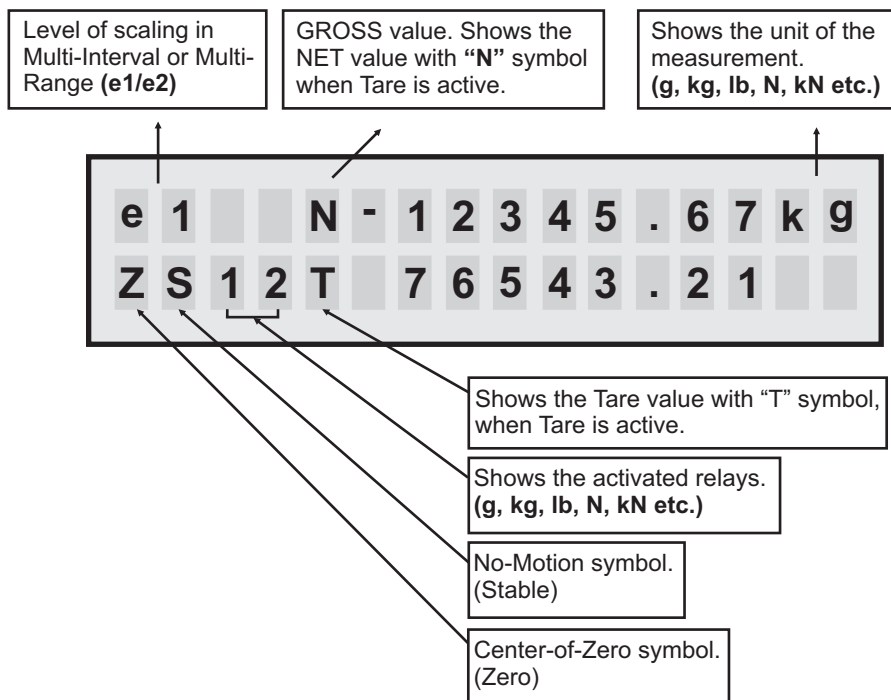 Level of scaling in
Multi-Interval or Multi-
Range (e1/e2)
GROSS value. Shows the
NET value with “N” symbol
when Tare is active.
Shows the unit of the
measurement.
(g, kg, lb, N, kN etc.)
e 1 N - 1 2 3 4 5 . 6 7 k g
Z S 1 2 T 7 6 5 4 3 . 2 1
Shows the Tare value with “T” symbol,
when Tare is active.
Shows the activated relays.
(g, kg, lb, N, kN etc.)
No-Motion symbol.
(Stable)
Center-of-Zero symbol.
(Zero)